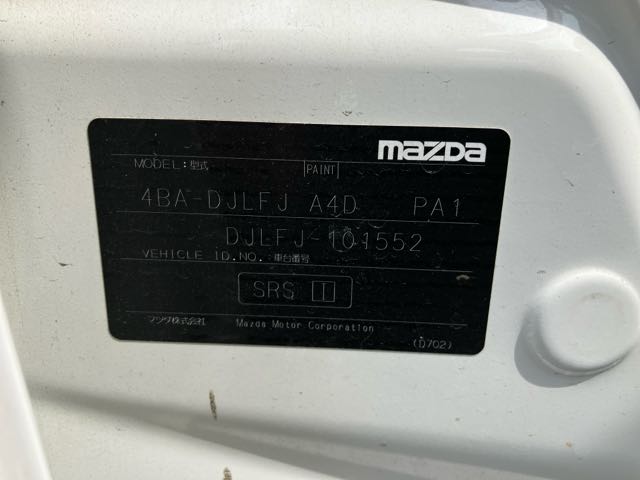 mazda
MODEL:型式 PAINT
4BA-DJLFJ A4D PA1
DJLFJ-101552
VEHICLE ID.NO.:車台番号
SRS II
マツダ株式会社 Mazda Motor Corporation
(D702)